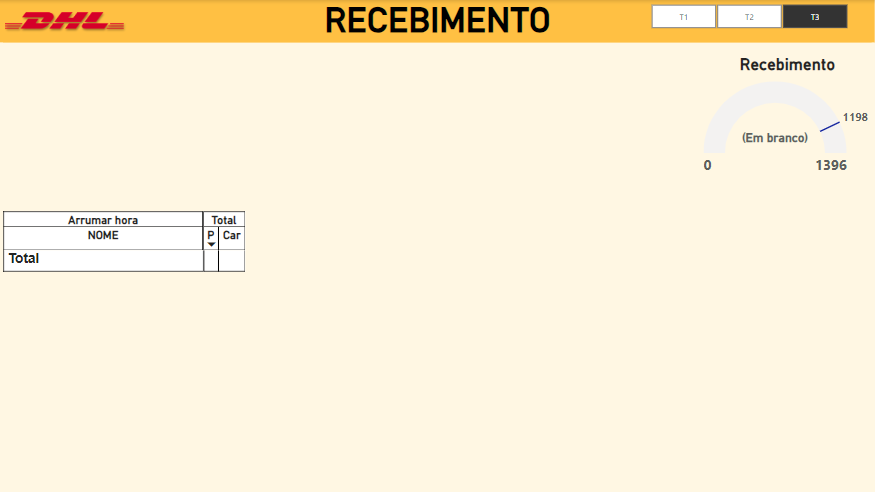 DHL
RECEBIMENTO
T1 T2 T3
Recebimento
1198
(Em branco)
0 1396
Arrumar hora Total
NOME P Car
Total